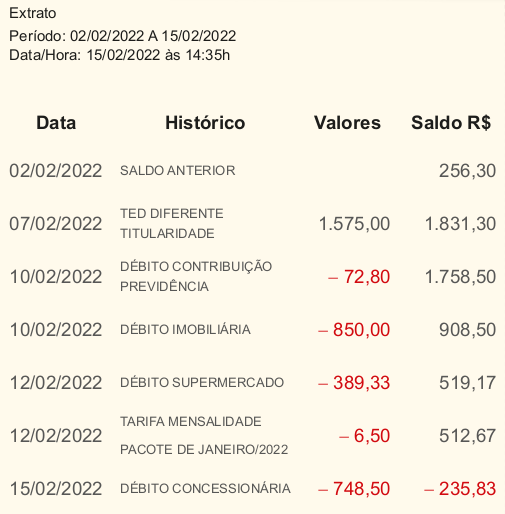 Extrato
Período: 02/02/2022 A 15/02/2022
Data/Hora: 15/02/2022 às 14:35h
Data Histórico Valores Saldo R$
02/02/2022 SALDO ANTERIOR 256,30
07/02/2022 TED DIFERENTE TITULARIDADE 1.575,00 1.831,30
10/02/2022 DÉBITO CONTRIBUIÇÃO PREVIDÊNCIA – 72,80 1.758,50
10/02/2022 DÉBITO IMOBILIÁRIA – 850,00 908,50
12/02/2022 DÉBITO SUPERMERCADO – 389,33 519,17
12/02/2022 TARIFA MENSALIDADE PACOTE DE JANEIRO/2022 – 6,50 512,67
15/02/2022 DÉBITO CONCESSIONÁRIA – 748,50 – 235,83